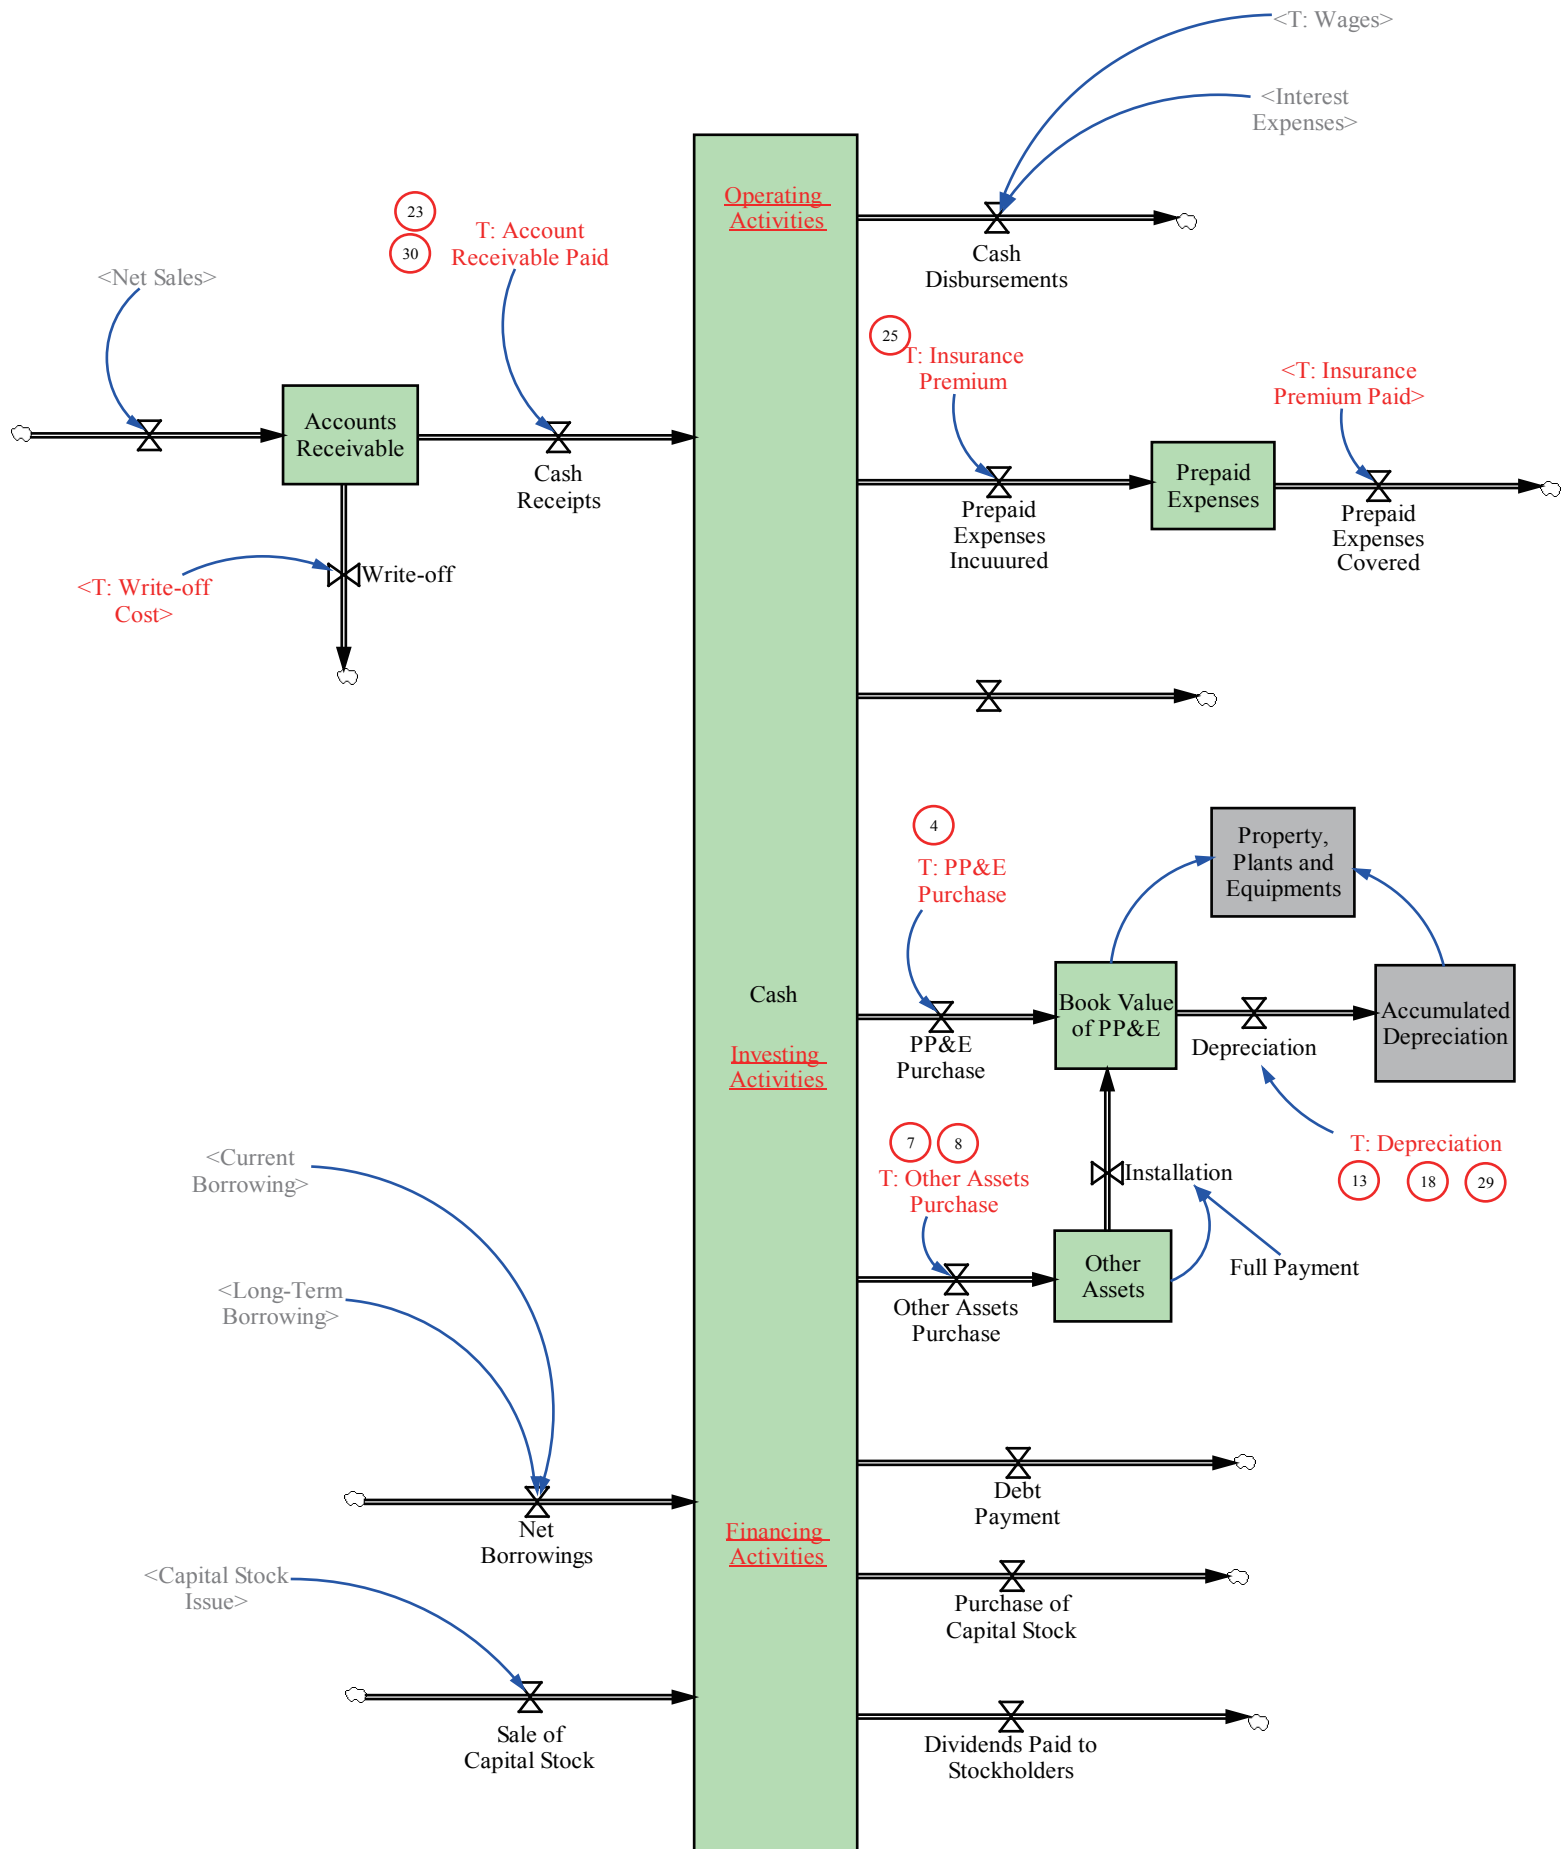 <T: Wages>
<Interest
Expenses>
Operating
Activities
Cash
Disbursements
23
30
T: Account
Receivable Paid
<Net Sales>
Accounts
Receivable
Cash
Receipts
<T: Write-off
Cost>
Write-off
25
T: Insurance
Premium
<T: Insurance
Premium Paid>
Prepaid
Expenses
Incuuured
Prepaid
Expenses
Prepaid
Expenses
Covered
4
T: PP&E
Purchase
Property,
Plants and
Equipments
Cash
Investing
Activities
PP&E
Purchase
Book Value
of PP&E
Depreciation
Accumulated
Depreciation
7
8
T: Other Assets
Purchase
Installation
T: Depreciation
13
18
29
Other Assets
Purchase
Other
Assets
Full Payment
<Current
Borrowing>
<Long-Term
Borrowing>
Net
Borrowings
Financing
Activities
Debt
Payment
<Capital Stock
Issue>
Purchase of
Capital Stock
Sale of
Capital Stock
Dividends Paid to
Stockholders